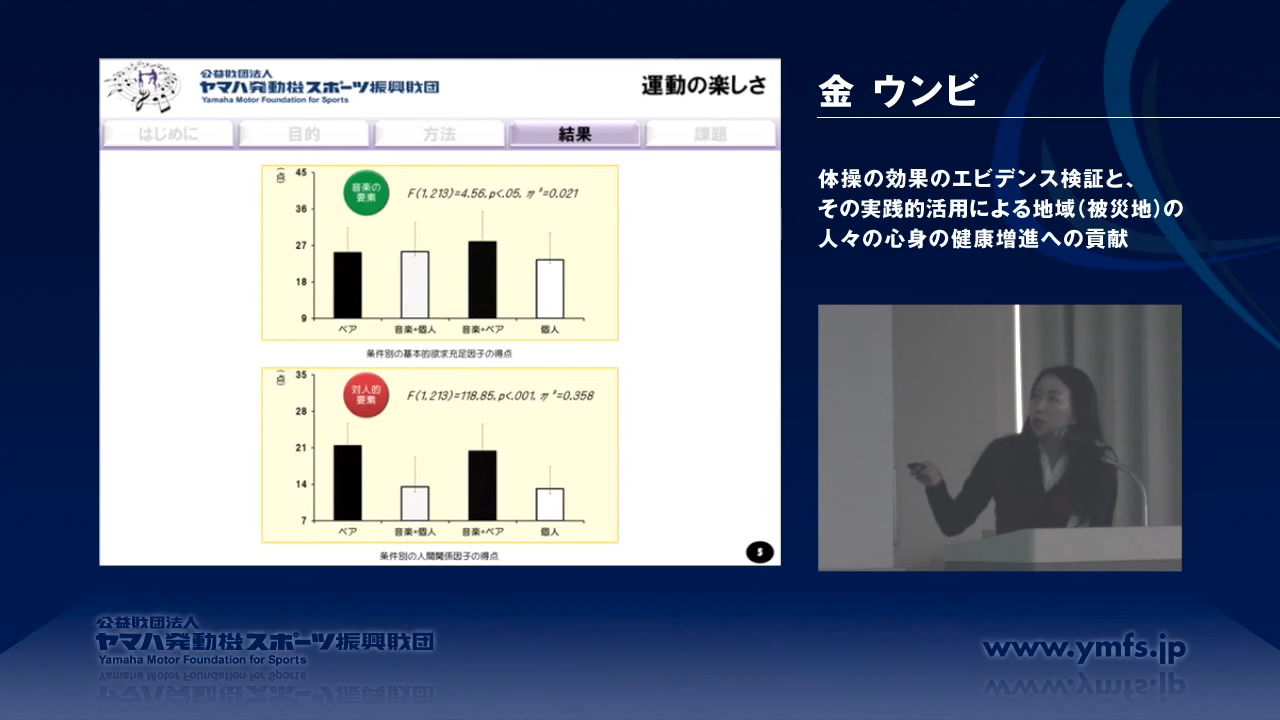 公益財団法人
ヤマハ発動機スポーツ振興財団
Yamaha Motor Foundation for Sports
運動の楽しさ
はじめに
目的
方法
結果
課題
(点)
45
36
27
18
9
音楽の
要素
F(1,213)=4.56, p<.05, η²=0.021
ペア
音楽+個人
音楽+ペア
個人
条件別の基本的欲求充足因子の得点
(点)
35
28
21
14
7
対人的
要素
F(1,213)=118.85, p<.001, η²=0.358
ペア
音楽+個人
音楽+ペア
個人
条件別の人間関係因子の得点
5
金 ウンビ
体操の効果のエビデンス検証と、
その実践的活用による地域(被災地)の
人々の心身の健康増進への貢献
公益財団法人
ヤマハ発動機スポーツ振興財団
Yamaha Motor Foundation for Sports
www.ymfs.jp